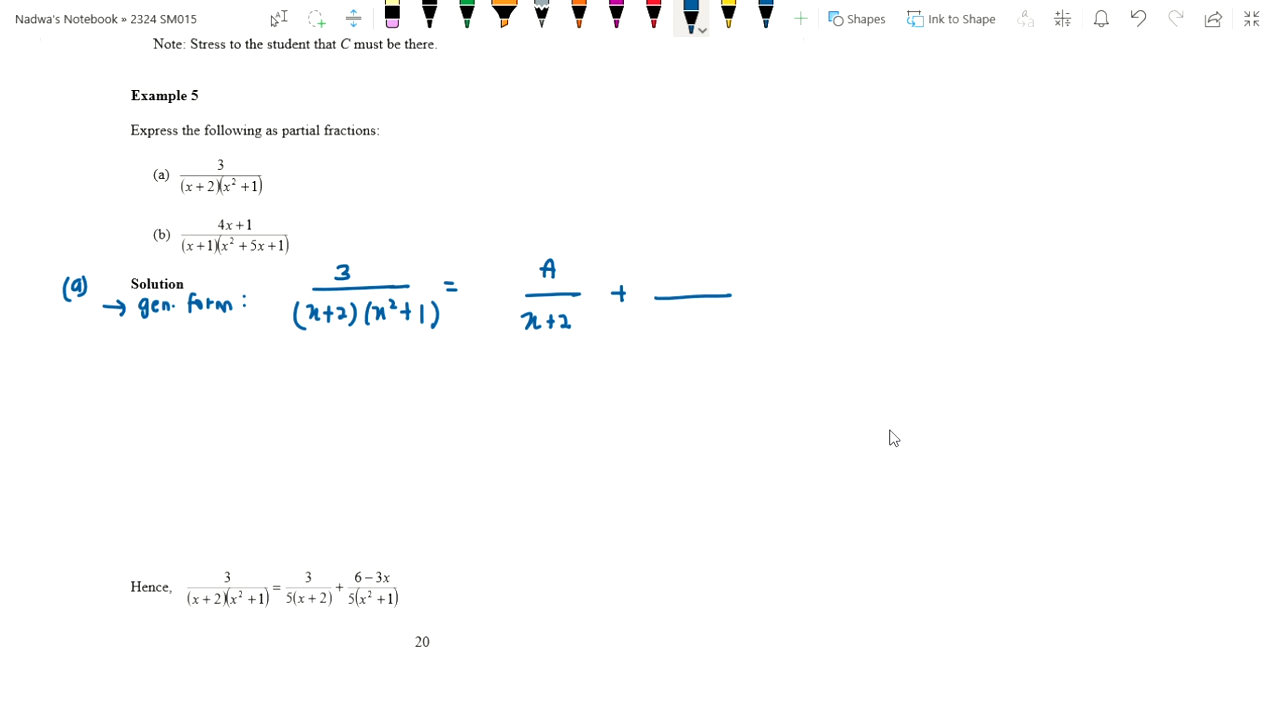 Nadwa's Notebook » 2324 SM015
Shapes
Ink to Shape
Note: Stress to the student that C must be there.
Example 5
Express the following as partial fractions:
(a) 3 / (x + 2)(x² + 1)
(b) 4x + 1 / (x + 1)(x² + 5x + 1)
Solution
(a) → gen. form: 3 / (x+2)(x²+1) = A / x+2 + ___
Hence, 3 / (x + 2)(x² + 1) = 3 / 5(x + 2) + 6 – 3x / 5(x² + 1)
20